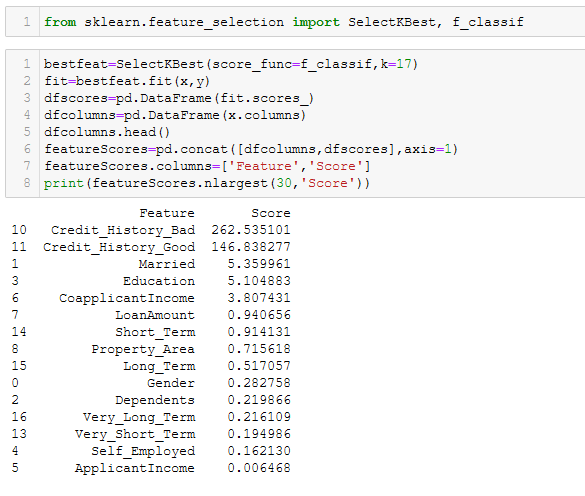 1 from sklearn.feature_selection import SelectKBest, f_classif
1 bestfeat=SelectKBest(score_func=f_classif,k=17)
2 fit=bestfeat.fit(x,y)
3 dfscores=pd.DataFrame(fit.scores_)
4 dfcolumns=pd.DataFrame(x.columns)
5 dfcolumns.head()
6 featureScores=pd.concat([dfcolumns,dfscores],axis=1)
7 featureScores.columns=['Feature','Score']
8 print(featureScores.nlargest(30,'Score'))
Feature Score
10 Credit_History_Bad 262.535101
11 Credit_History_Good 146.838277
1 Married 5.359961
3 Education 5.104883
6 CoapplicantIncome 3.807431
7 LoanAmount 0.940656
14 Short_Term 0.914131
8 Property_Area 0.715618
15 Long_Term 0.517057
0 Gender 0.282758
2 Dependents 0.219866
16 Very_Long_Term 0.216109
13 Very_Short_Term 0.194986
4 Self_Employed 0.162130
5 ApplicantIncome 0.006468